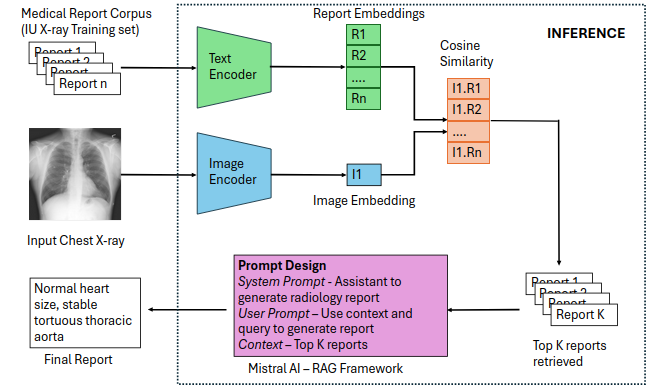 Medical Report Corpus
(IU X-ray Training set)
Report 1
Report 2
Report
Report n
Text
Encoder
Report Embeddings
R1
R2
....
Rn
Cosine
Similarity
INFERENCE
I1.R1
I1.R2
....
I1.Rn
Image
Encoder
I1
Image Embedding
Input Chest X-ray
Normal heart
size, stable
tortuous thoracic
aorta
Final Report
Prompt Design
System Prompt - Assistant to
generate radiology report
User Prompt – Use context and
query to generate report
Context – Top K reports
Mistral AI – RAG Framework
Report 1
Report 2
Report
Report K
Top K reports
retrieved